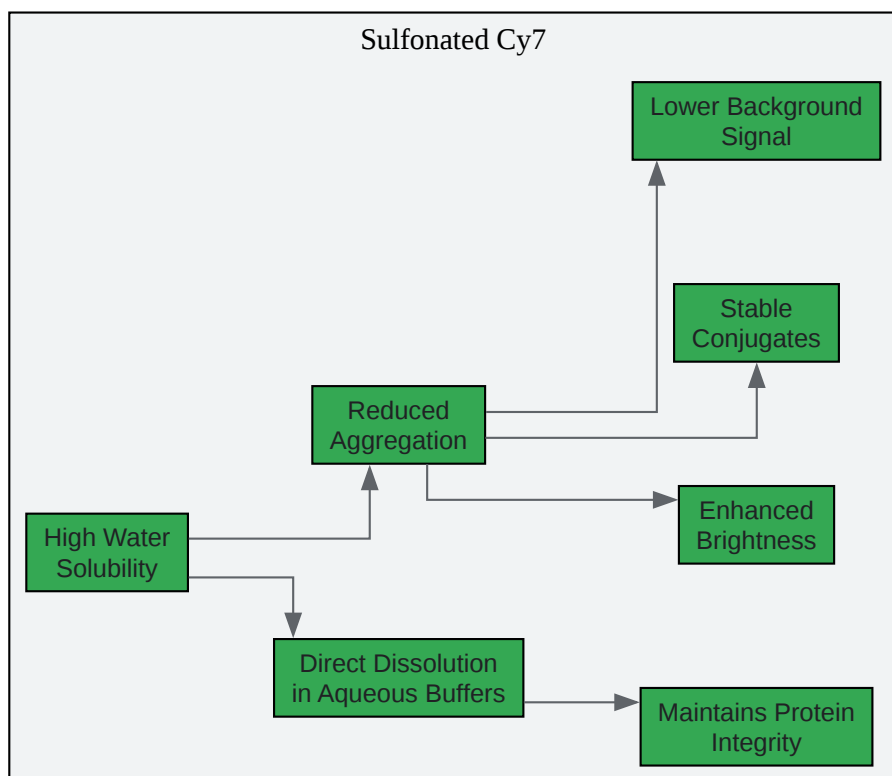 Sulfonated Cy7
Lower Background
Signal
Stable
Conjugates
Reduced
Aggregation
Enhanced
Brightness
High Water
Solubility
Direct Dissolution
in Aqueous Buffers
Maintains Protein
Integrity